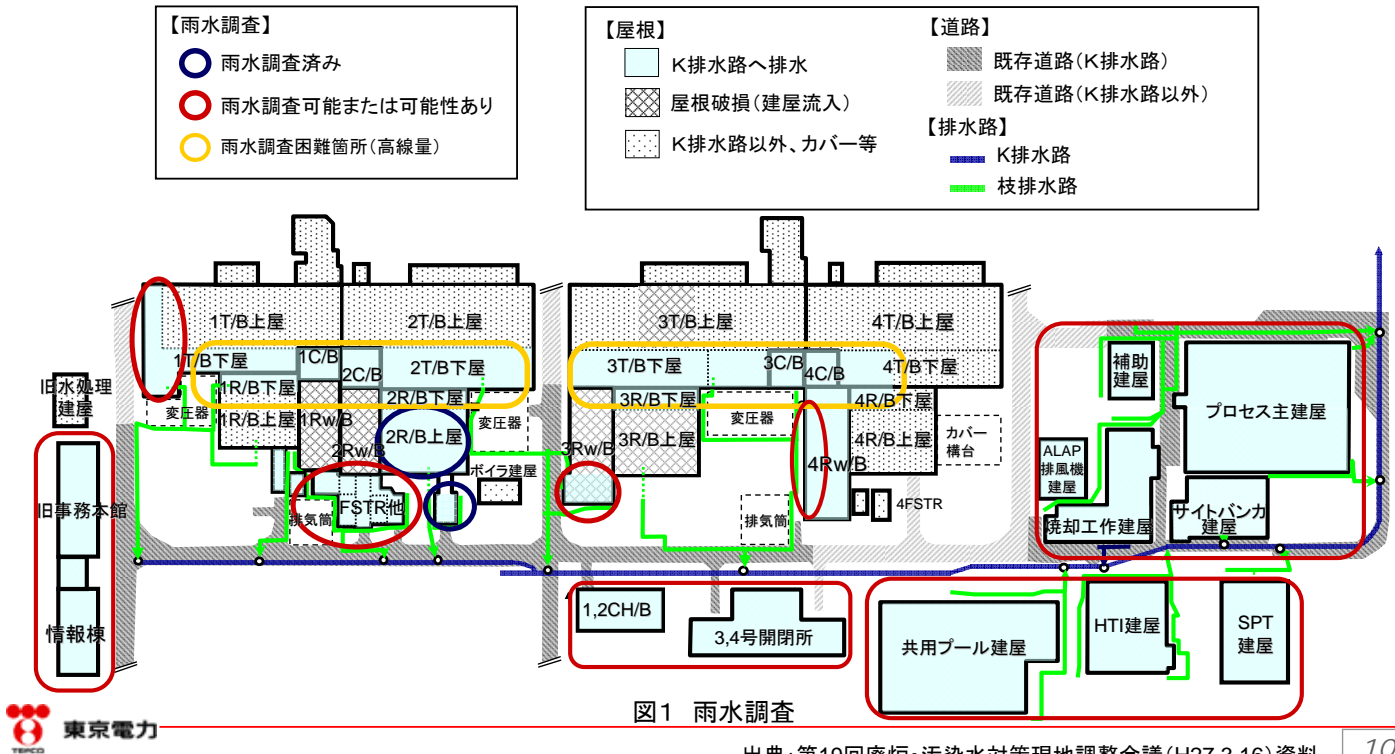 【雨水調査】
雨水調査済み
雨水調査可能または可能性あり
雨水調査困難箇所(高線量)
【屋根】
K排水路へ排水
屋根破損(建屋流入)
K排水路以外、カバー等
【道路】
既存道路(K排水路)
既存道路(K排水路以外)
【排水路】
K排水路
枝排水路
1T/B上屋
2T/B上屋
3T/B上屋
4T/B上屋
1T/B下屋
1C/B
2C/B
2T/B下屋
3T/B下屋
3C/B
4C/B
4T/B下屋
旧水処理
建屋
変圧器
1R/B下屋
1R/B上屋
1Rw/B
2Rw/B
2R/B下屋
2R/B上屋
変圧器
ボイラ建屋
3Rw/B
3R/B下屋
3R/B上屋
変圧器
4Rw/B
4R/B下屋
4R/B上屋
カバー
構台
4FSTR
補助
建屋
プロセス主建屋
ALAP
排風機
建屋
焼却工作建屋
サイトバンカ
建屋
旧事務本館
情報棟
排気筒
FSTR他
排気筒
1,2CH/B
3,4号開閉所
共用プール建屋
HTI建屋
SPT
建屋
図1 雨水調査
東京電力
TEPCO